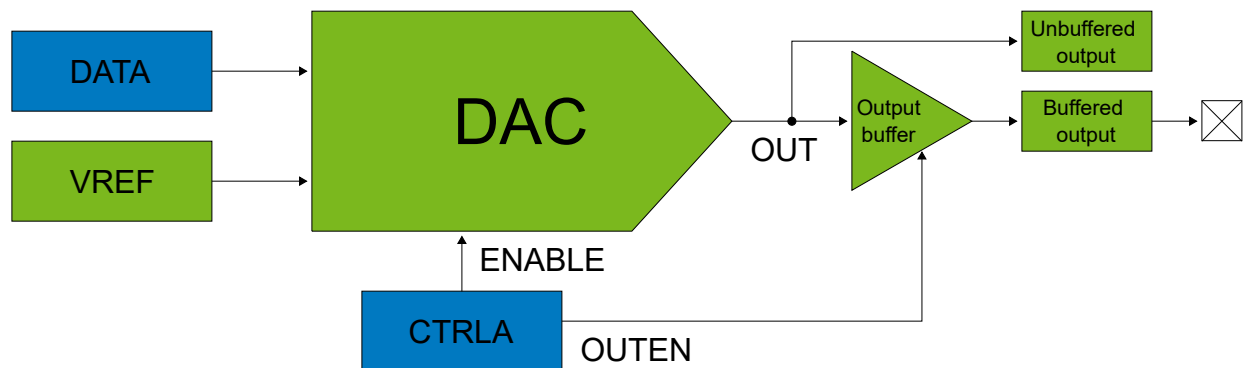 DATA
VREF
DAC
OUT
Output
buffer
Unbuffered
output
Buffered
output
ENABLE
CTRLA
OUTEN